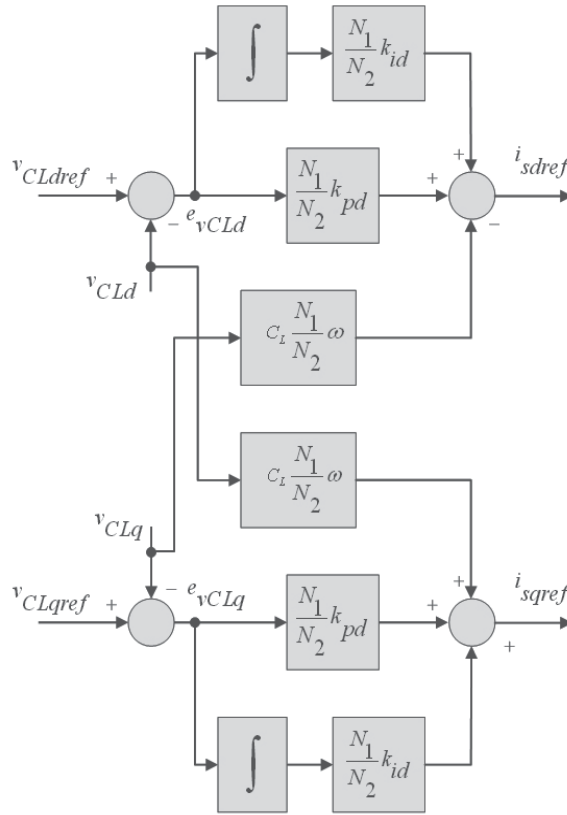 ∫
N1/N2 kid
vCLdref + + isdref
N1/N2 kpd +
− evCLd −
vCLd
CL N1/N2 ω
CL N1/N2 ω
vCLq
vCLqref + − evCLq + isqref
N1/N2 kpd + +
∫
N1/N2 kid